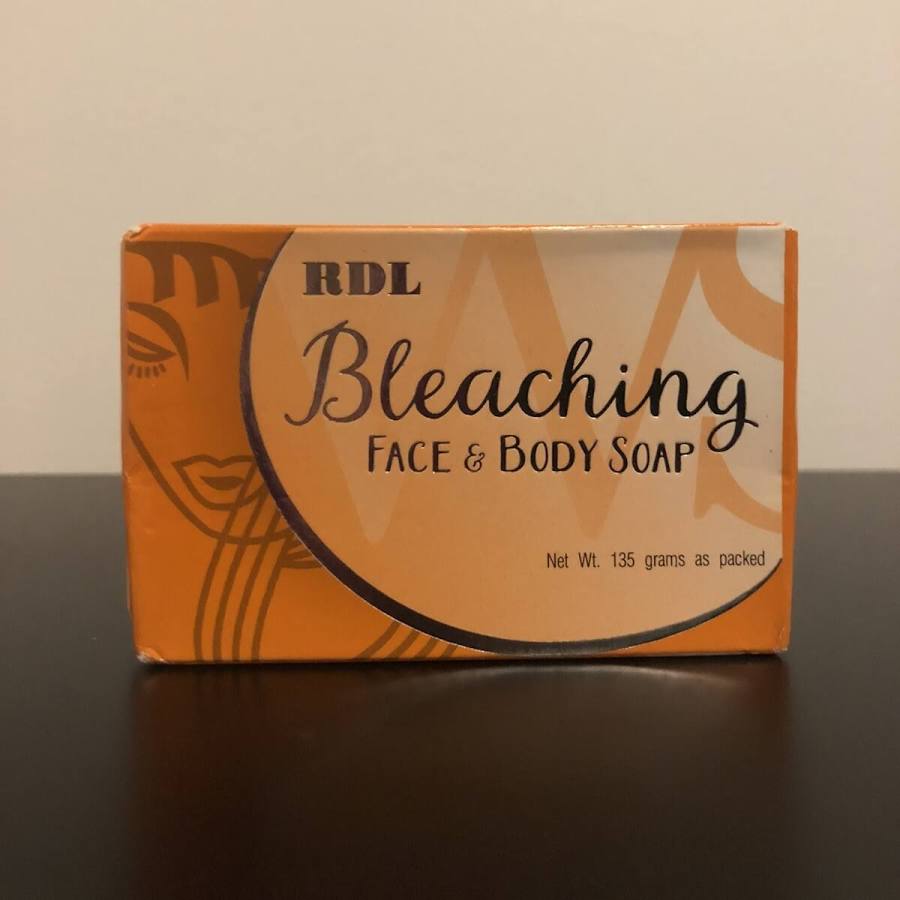 RDL
Bleaching
FACE & BODY SOAP
Net Wt. 135 grams as packed